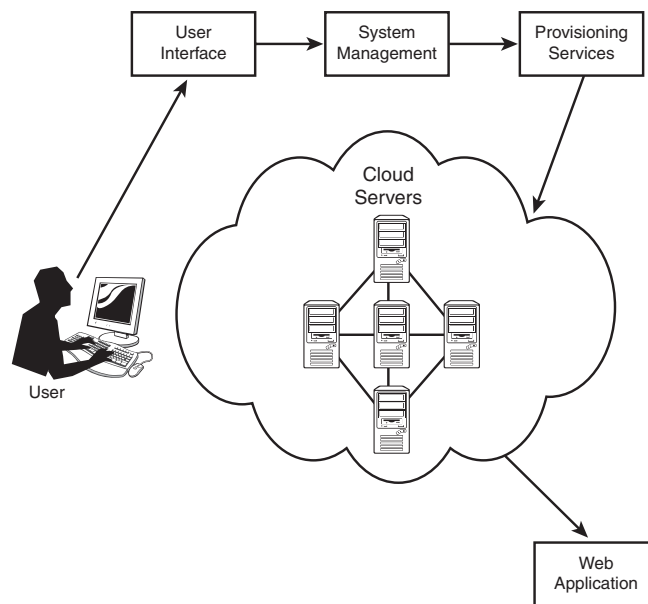 User
Interface
System
Management
Provisioning
Services
Cloud
Servers
User
Web
Application